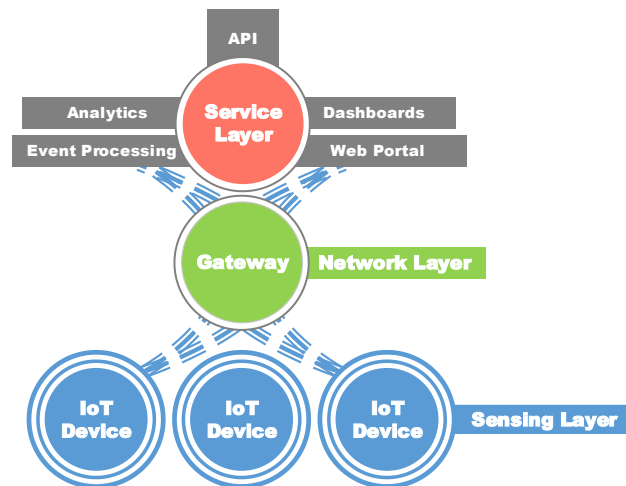 API
Analytics
Service
Layer
Dashboards
Event Processing
Web Portal
Gateway
Network Layer
IoT
Device
IoT
Device
IoT
Device
Sensing Layer